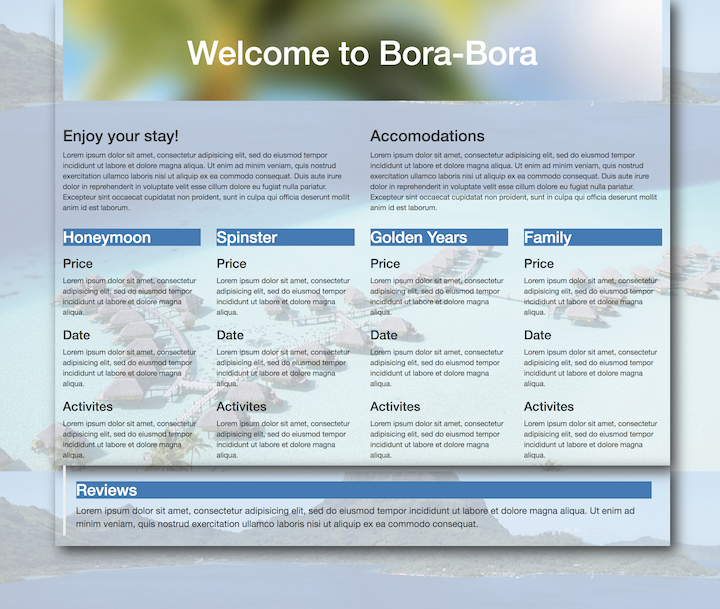 Welcome to Bora-Bora
Enjoy your stay!
Lorem ipsum dolor sit amet, consectetur adipisicing elit, sed do eiusmod tempor
incididunt ut labore et dolore magna aliqua. Ut enim ad minim veniam, quis nostrud
exercitation ullamco laboris nisi ut aliquip ex ea commodo consequat. Duis aute irure
dolor in reprehenderit in voluptate velit esse cillum dolore eu fugiat nulla pariatur.
Excepteur sint occaecat cupidatat non proident, sunt in culpa qui officia deserunt mollit
anim id est laborum.
Accomodations
Lorem ipsum dolor sit amet, consectetur adipisicing elit, sed do eiusmod tempor
incididunt ut labore et dolore magna aliqua. Ut enim ad minim veniam, quis nostrud
exercitation ullamco laboris nisi ut aliquip ex ea commodo consequat. Duis aute irure
dolor in reprehenderit in voluptate velit esse cillum dolore eu fugiat nulla pariatur.
Excepteur sint occaecat cupidatat non proident, sunt in culpa qui officia deserunt mollit
anim id est laborum.
Honeymoon
Price
Lorem ipsum dolor sit amet, consectetur
adipisicing elit, sed do eiusmod tempor
incididunt ut labore et dolore magna
aliqua.
Date
Lorem ipsum dolor sit amet, consectetur
adipisicing elit, sed do eiusmod tempor
incididunt ut labore et dolore magna
aliqua.
Activites
Lorem ipsum dolor sit amet, consectetur
adipisicing elit, sed do eiusmod tempor
incididunt ut labore et dolore magna
aliqua.
Spinster
Price
Lorem ipsum dolor sit amet, consectetur
adipisicing elit, sed do eiusmod tempor
incididunt ut labore et dolore magna
aliqua.
Date
Lorem ipsum dolor sit amet, consectetur
adipisicing elit, sed do eiusmod tempor
incididunt ut labore et dolore magna
aliqua.
Activites
Lorem ipsum dolor sit amet, consectetur
adipisicing elit, sed do eiusmod tempor
incididunt ut labore et dolore magna
aliqua.
Golden Years
Price
Lorem ipsum dolor sit amet, consectetur
adipisicing elit, sed do eiusmod tempor
incididunt ut labore et dolore magna
aliqua.
Date
Lorem ipsum dolor sit amet, consectetur
adipisicing elit, sed do eiusmod tempor
incididunt ut labore et dolore magna
aliqua.
Activites
Lorem ipsum dolor sit amet, consectetur
adipisicing elit, sed do eiusmod tempor
incididunt ut labore et dolore magna
aliqua.
Family
Price
Lorem ipsum dolor sit amet, consectetur
adipisicing elit, sed do eiusmod tempor
incididunt ut labore et dolore magna
aliqua.
Date
Lorem ipsum dolor sit amet, consectetur
adipisicing elit, sed do eiusmod tempor
incididunt ut labore et dolore magna
aliqua.
Activites
Lorem ipsum dolor sit amet, consectetur
adipisicing elit, sed do eiusmod tempor
incididunt ut labore et dolore magna
aliqua.
Reviews
Lorem ipsum dolor sit amet, consectetur adipisicing elit, sed do eiusmod tempor incididunt ut labore et dolore magna aliqua. Ut enim ad
minim veniam, quis nostrud exercitation ullamco laboris nisi ut aliquip ex ea commodo consequat.